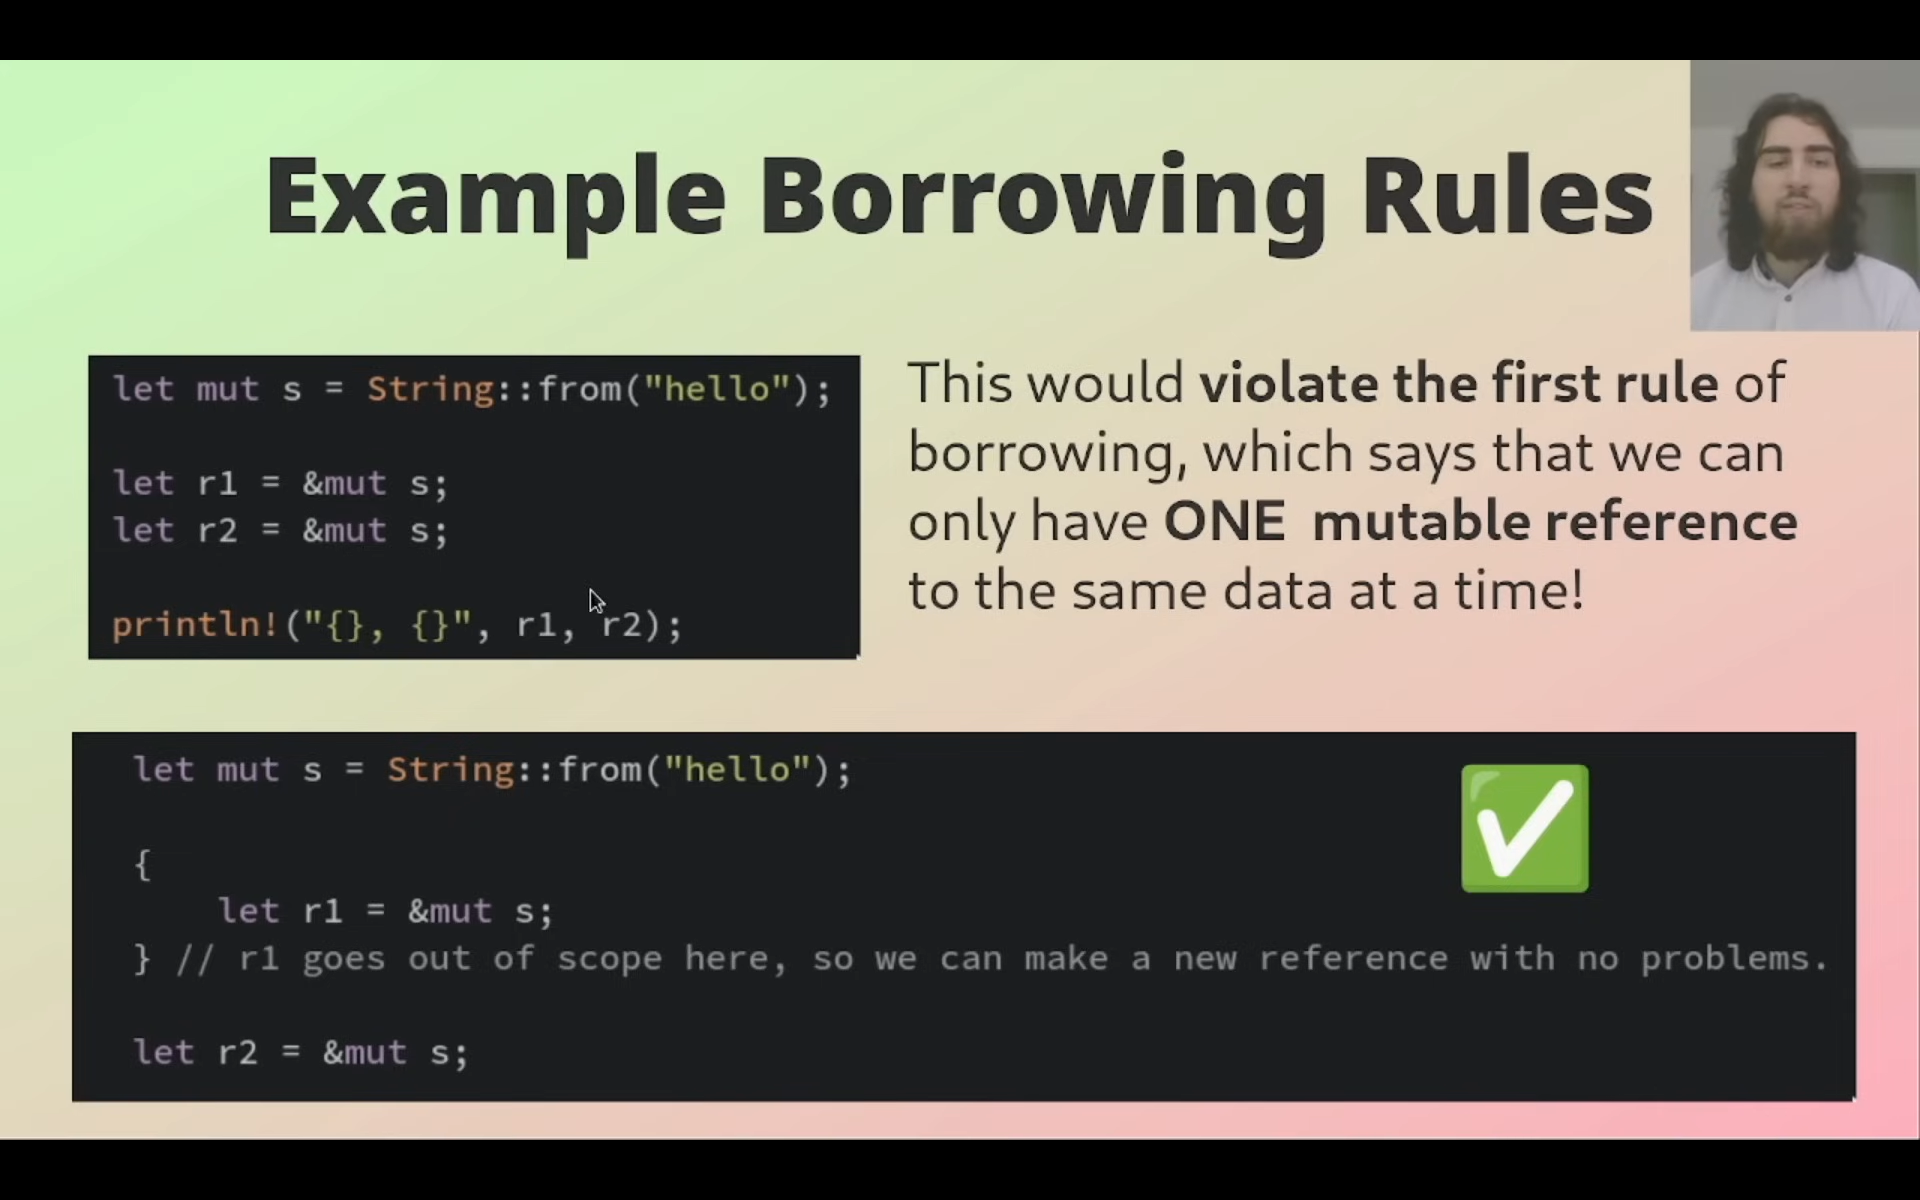 Example Borrowing Rules
let mut s = String::from("hello");
let r1 = &mut s;
let r2 = &mut s;
println!("{}, {}", r1, r2);
This would violate the first rule of
borrowing, which says that we can
only have ONE mutable reference
to the same data at a time!
let mut s = String::from("hello");
{
let r1 = &mut s;
} // r1 goes out of scope here, so we can make a new reference with no problems.
let r2 = &mut s;